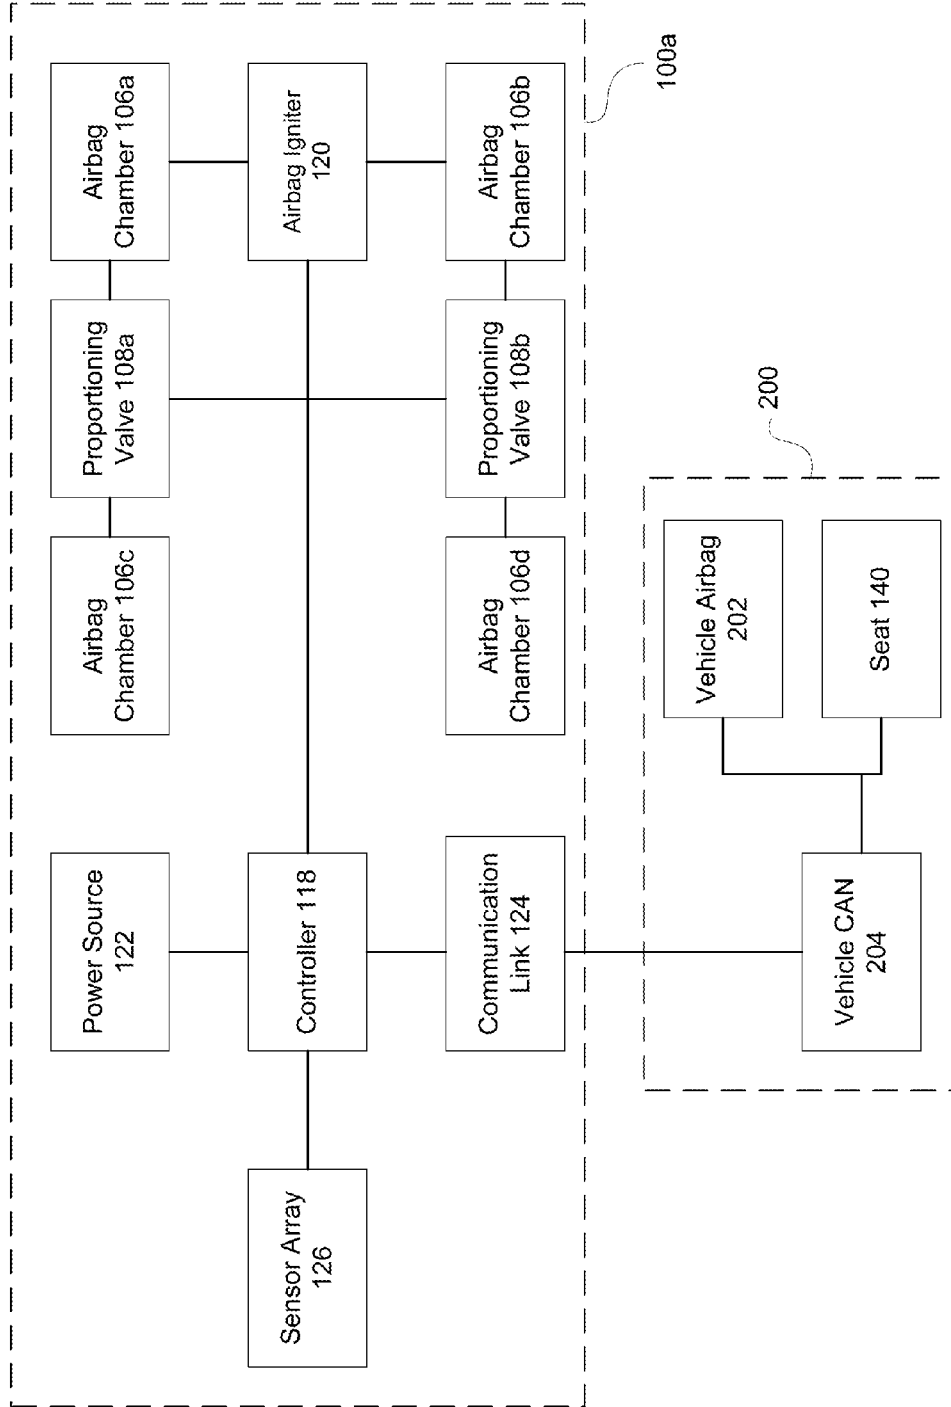 Sensor Array
126
Power Source
122
Controller 118
Communication
Link 124
Airbag
Chamber 106c
Proportioning
Valve 108a
Airbag
Chamber 106a
Airbag Igniter
120
Airbag
Chamber 106d
Proportioning
Valve 108b
Airbag
Chamber 106b
100a
200
Vehicle CAN
204
Vehicle Airbag
202
Seat 140